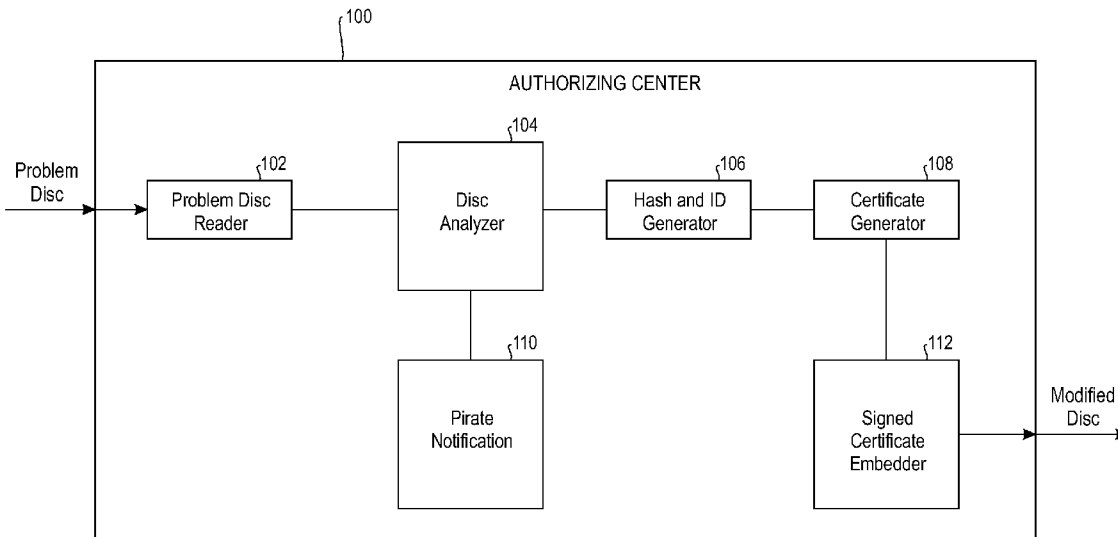 100
AUTHORIZING CENTER
Problem
Disc
102
Problem Disc
Reader
104
Disc
Analyzer
106
Hash and ID
Generator
108
Certificate
Generator
110
Pirate
Notification
112
Signed
Certificate
Embedder
Modified
Disc